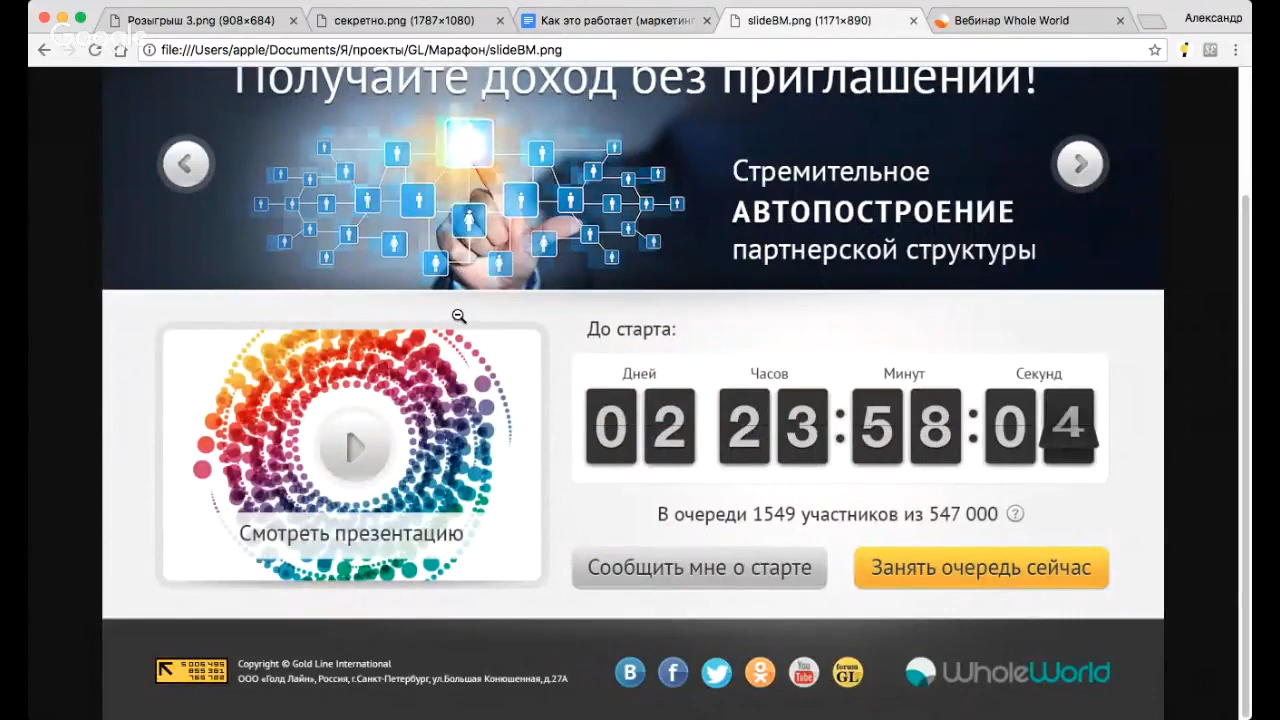 Розыгрыш 3.png (908×684)
секретно.png (1787×1080)
Как это работает (маркетинг
slideBM.png (1171×890)
Вебинар Whole World
Александр
Google
file:///Users/apple/Documents/Я/проекты/GL/Марафон/slideBM.png
Получайте доход без приглашений!
Стремительное
АВТОПОСТРОЕНИЕ
партнерской структуры
До старта:
Дней Часов Минут Секунд
02 23:58:04
Смотреть презентацию
В очереди 1549 участников из 547 000 ?
Сообщить мне о старте
Занять очередь сейчас
Copyright © Gold Line International
ООО «Голд Лайн», Россия, г.Санкт-Петербург, ул.Большая Конюшенная, д.27А
B f You Tube forum GL
WholeWorld